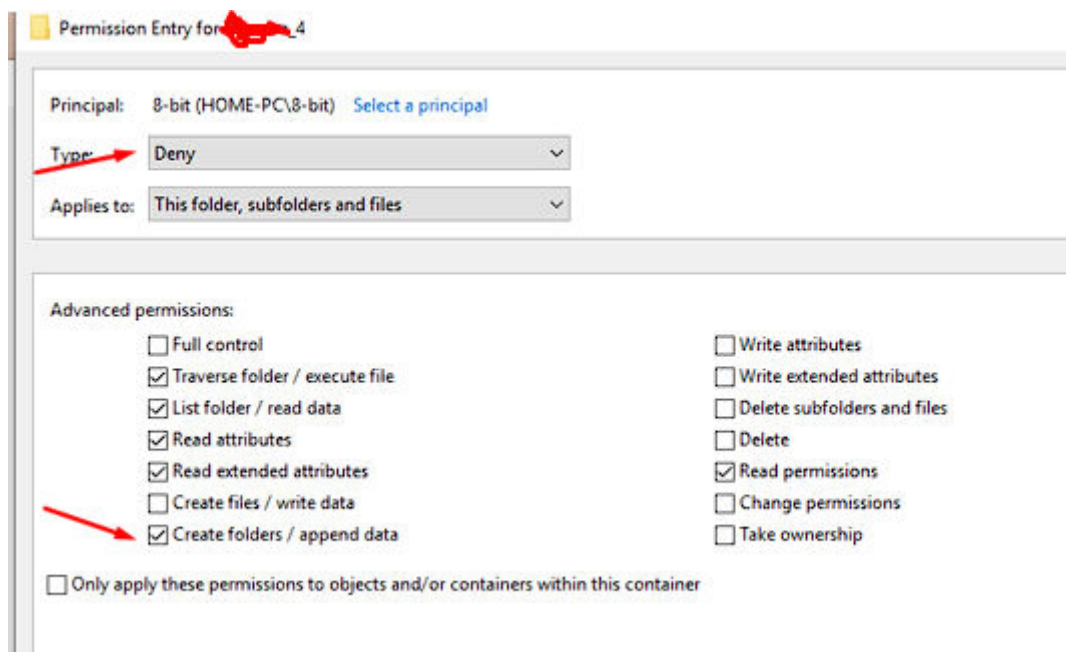 Permission Entry for _4
Principal: 8-bit (HOME-PC\8-bit) Select a principal
Type: Deny
Applies to: This folder, subfolders and files
Advanced permissions:
Full control
Traverse folder / execute file
List folder / read data
Read attributes
Read extended attributes
Create files / write data
Create folders / append data
Write attributes
Write extended attributes
Delete subfolders and files
Delete
Read permissions
Change permissions
Take ownership
Only apply these permissions to objects and/or containers within this container